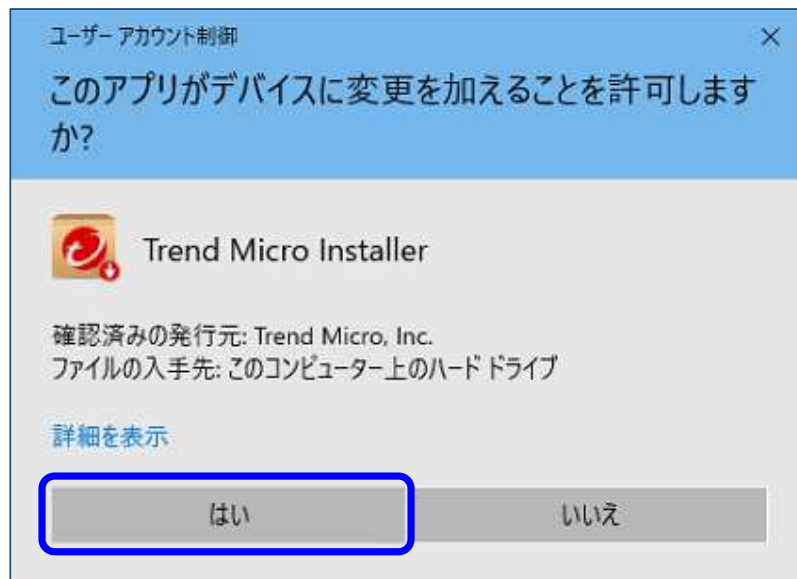 ユーザー アカウント制御
このアプリがデバイスに変更を加えることを許可します
か?
Trend Micro Installer
確認済みの発行元: Trend Micro, Inc.
ファイルの入手先: このコンピューター上のハード ドライブ
詳細を表示
はい
いいえ